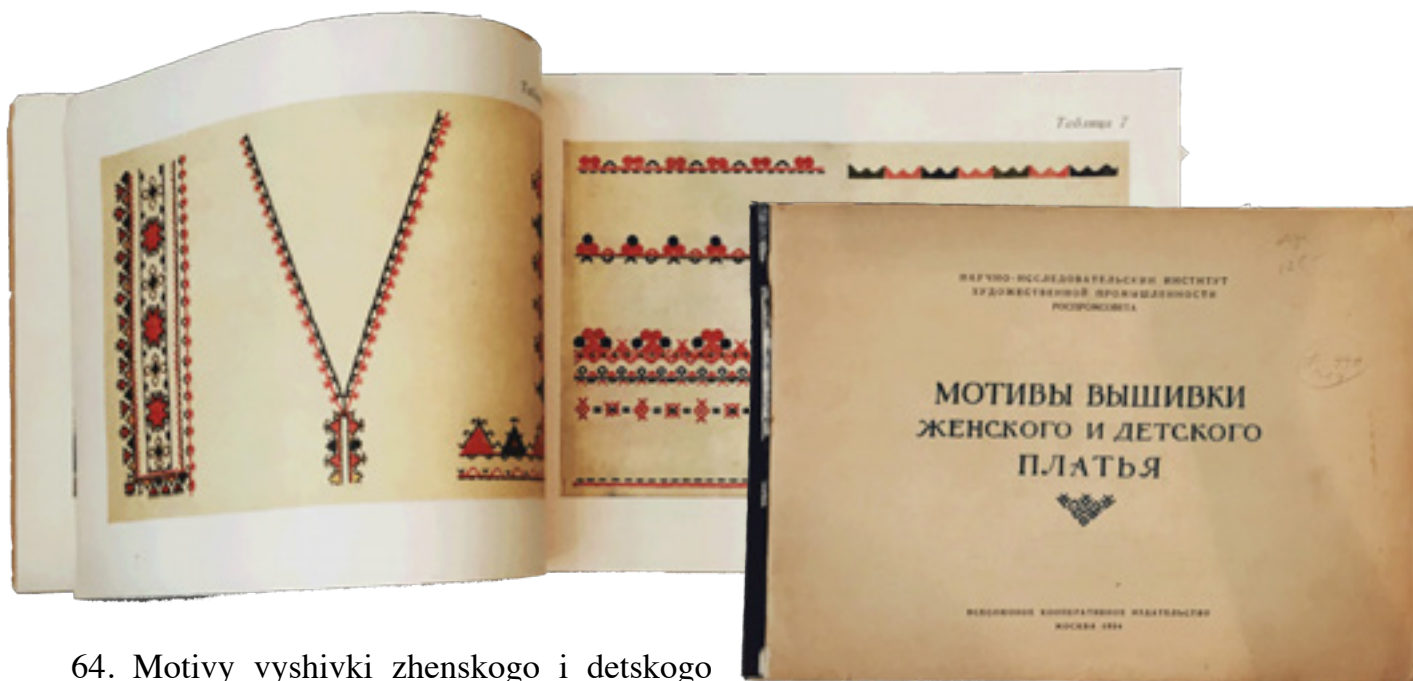 Таблица 7
НАУЧНО-ИССЛЕДОВАТЕЛЬСКИЙ ИНСТИТУТ
ХУДОЖЕСТВЕННОЙ ПРОМЫШЛЕННОСТИ
РОСПРОМСОВЕТА
МОТИВЫ ВЫШИВКИ
ЖЕНСКОГО И ДЕТСКОГО
ПЛАТЬЯ
ВСЕСОЮЗНОЕ КООПЕРАТИВНОЕ ИЗДАТЕЛЬСТВО
МОСКВА
64. Motivy vyshivki zhenskogo i detskogo